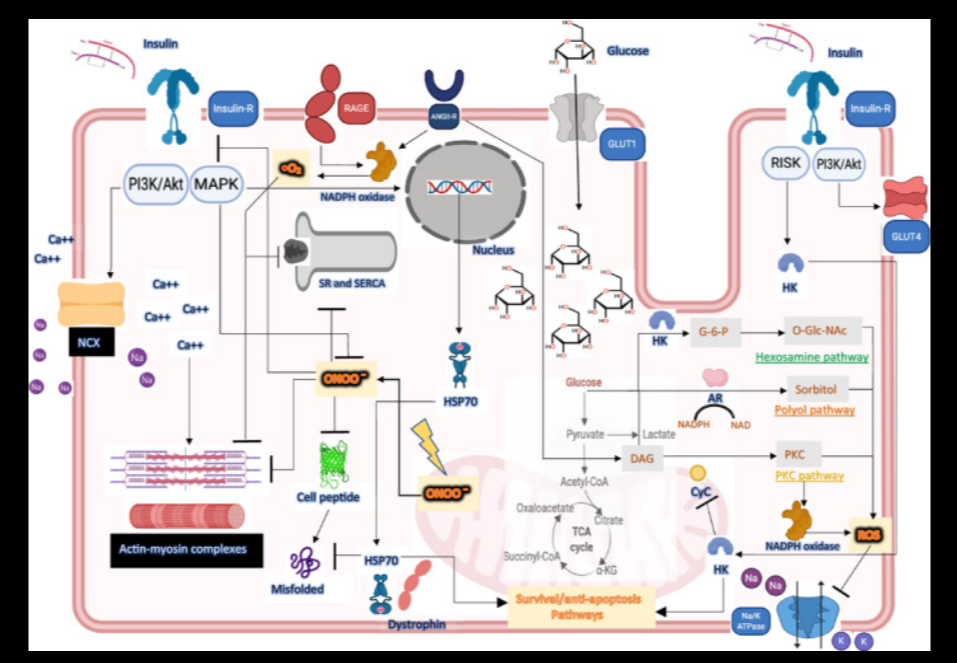 Insulin
Insulin-R
RAGE
ANGII-R
Glucose
GLUT1
Insulin
Insulin-R
PI3K/Akt
MAPK
NADPH oxidase
Nucleus
RISK
PI3K/Akt
GLUT4
HK
Ca++
Ca++
Ca++
Ca++
Ca++
Ca++
SR and SERCA
NCX
Na
Na
Na
Na
Na
Na
ONOO⁻
HSP70
HK
G-6-P
O-Glc-NAc
Hexosamine pathway
Glucose
AR
Sorbitol
Polyol pathway
NADPH
NAD
Pyruvate
Lactate
DAG
PKC
PKC pathway
Acetyl-CoA
CyC
ONOO⁻
Cell peptide
Oxaloacetate
Citrate
TCA
cycle
Succinyl-CoA
α-KG
NADPH oxidase
ROS
Actin-myosin complexes
Misfolded
HSP70
Dystrophin
HK
Survival/anti-apoptosis
Pathways
Na
Na
Na/K
ATPase
K
K